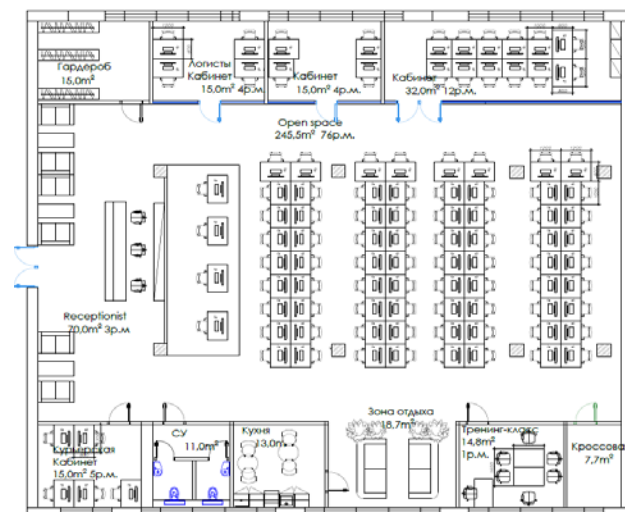 Гардероб
15,0m²
Логисты
Кабинет
15,0m² 4р.м.
Кабинет
15,0m² 4р.м.
Кабинет
32,0m² 12р.м.
Open space
245,5m² 76р.м.
Receptionist
70,0m² 3р.м
Курьерская
Кабинет
15,0m² 5р.м.
СУ
11,0m²
Кухня
13,0m²
Зона отдыха
18,7m²
Тренинг-класс
14,8m²
1р.м.
Кроссовая
7,7m²